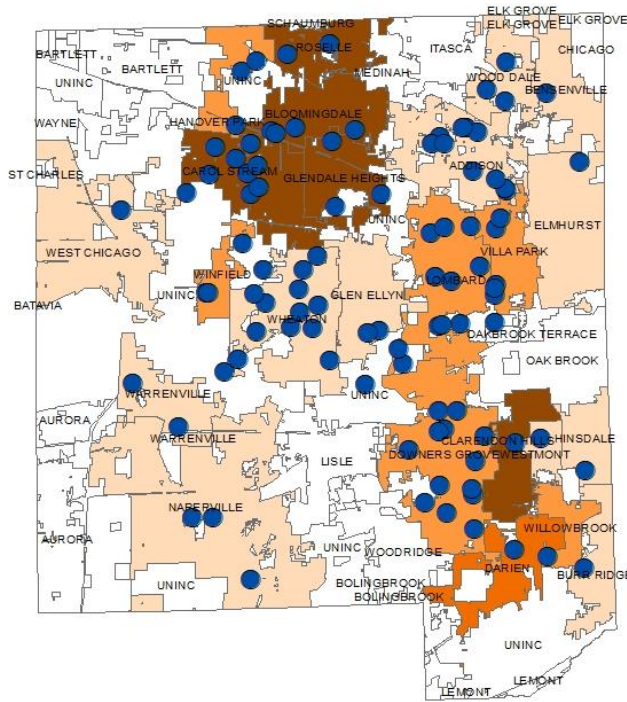 ELK GROVE
SCHAUMBURG
ELK GROVE
ELK GROVE
ROSELLE
ITASCA
CHICAGO
BARTLETT
BARTLETT
MEDINAH
UNINC
UNINC
WOOD DALE
BENSENVILLE
WAYNE
HANOVER PARK
BLOOMINGDALE
ADDISON
ST CHARLES
CAROL STREAM
GLENDALE HEIGHTS
UNINC
ELMHURST
WEST CHICAGO
VILLA PARK
WINFIELD
LOMBARD
UNINC
GLEN ELLYN
BATAVIA
WHEATON
OAKBROOK TERRACE
OAK BROOK
WARRENVILLE
UNINC
AURORA
WARRENVILLE
CLARENDON HILLS
HINSDALE
DOWNERS GROVE
WESTMONT
LISLE
NAPERVILLE
WILLOWBROOK
AURORA
UNINC
WOODRIDGE
DARIEN
UNINC
BOLINGBROOK
BURR RIDGE
BOLINGBROOK
UNINC
LEMONT
LEMONT